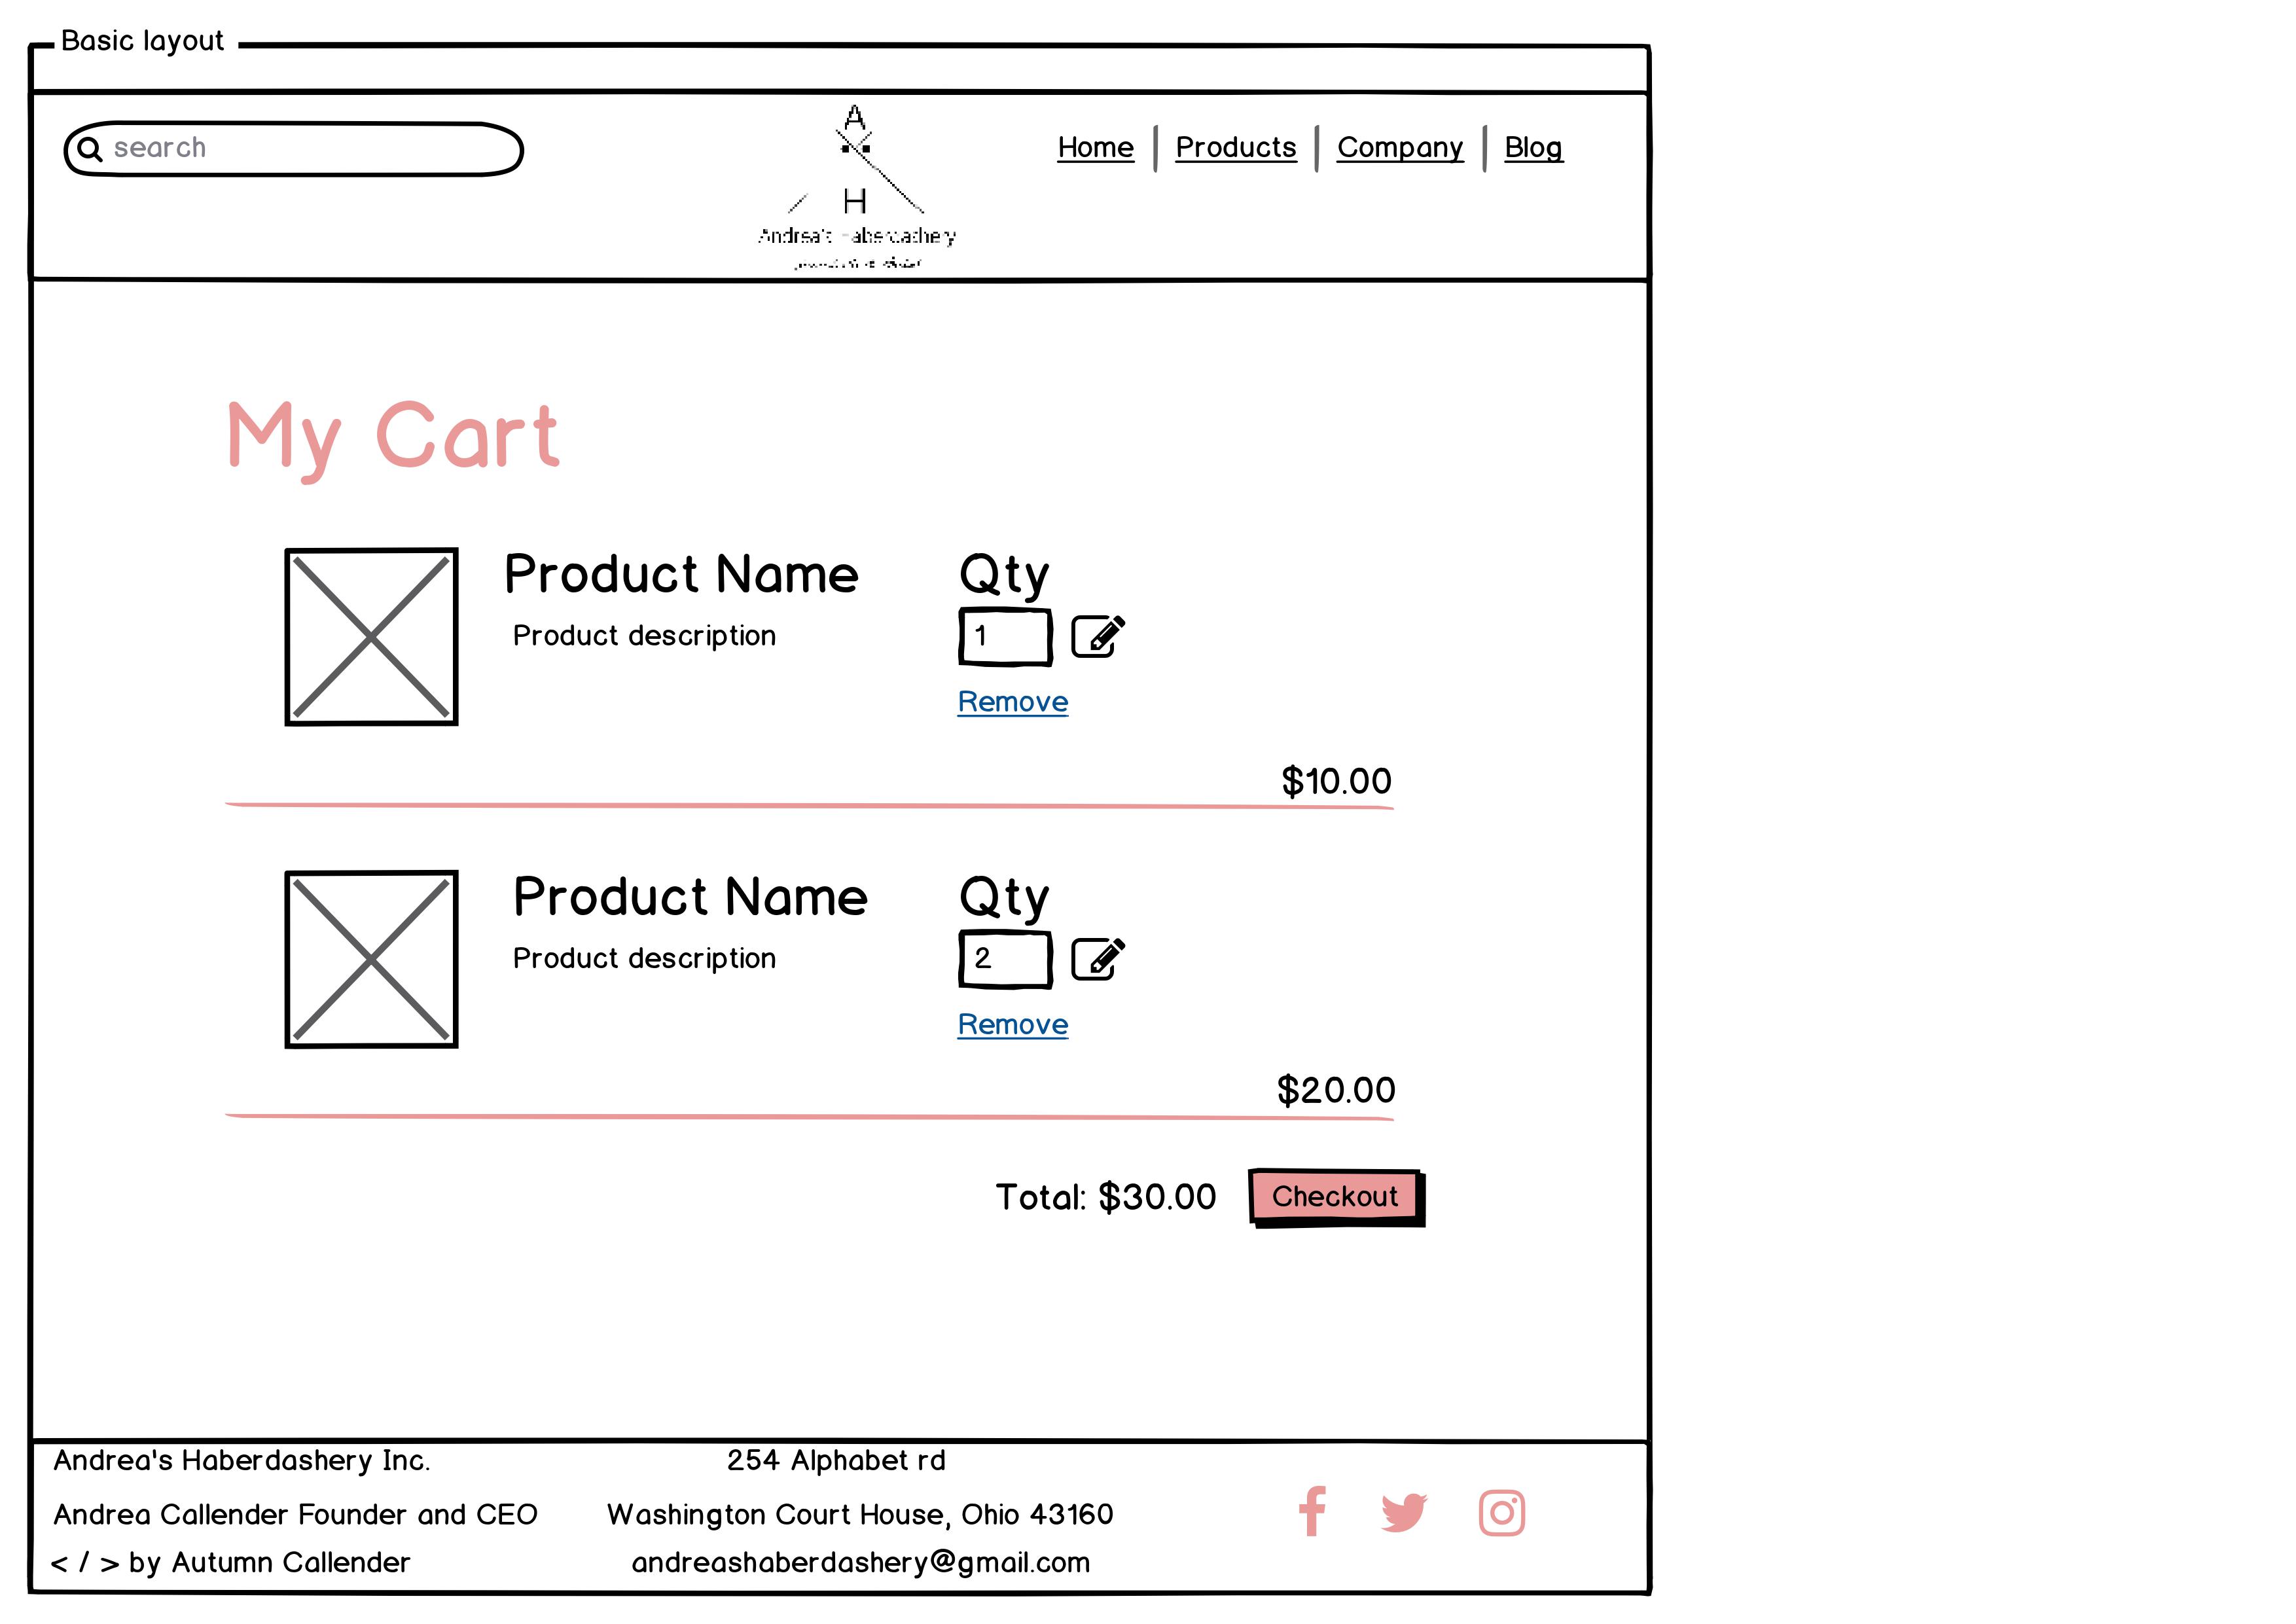 Basic layout
search
A
H
Andrea's Haberdashery
Home Products Company Blog
My Cart
Product Name Qty
Product description 1
Remove
$10.00
Product Name Qty
Product description 2
Remove
$20.00
Total: $30.00 Checkout
Andrea's Haberdashery Inc. 254 Alphabet rd
Andrea Callender Founder and CEO Washington Court House, Ohio 43160
< / > by Autumn Callender andreashaberdashery@gmail.com